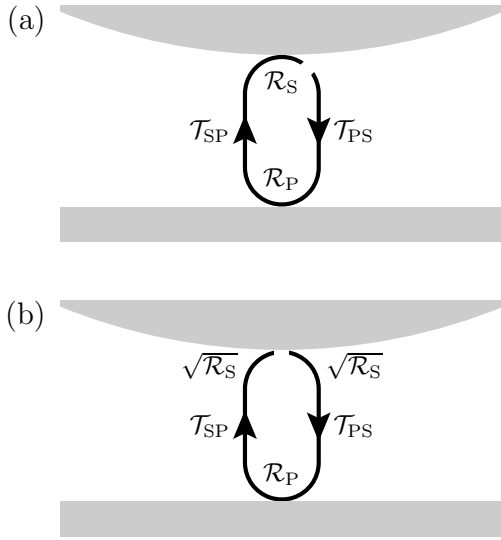 (a)
𝓡_S
𝓣_SP 𝓣_PS
𝓡_P
(b)
√𝓡_S √𝓡_S
𝓣_SP 𝓣_PS
𝓡_P